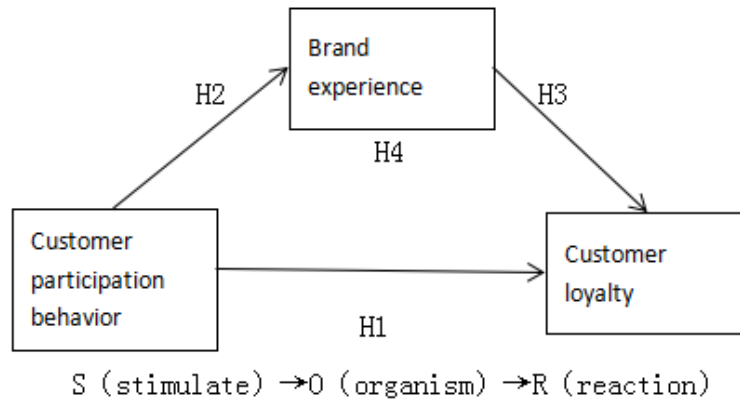 Brand
experience
H2
H3
H4
Customer
participation
behavior
Customer
loyalty
H1
S (stimulate) →O (organism) →R (reaction)